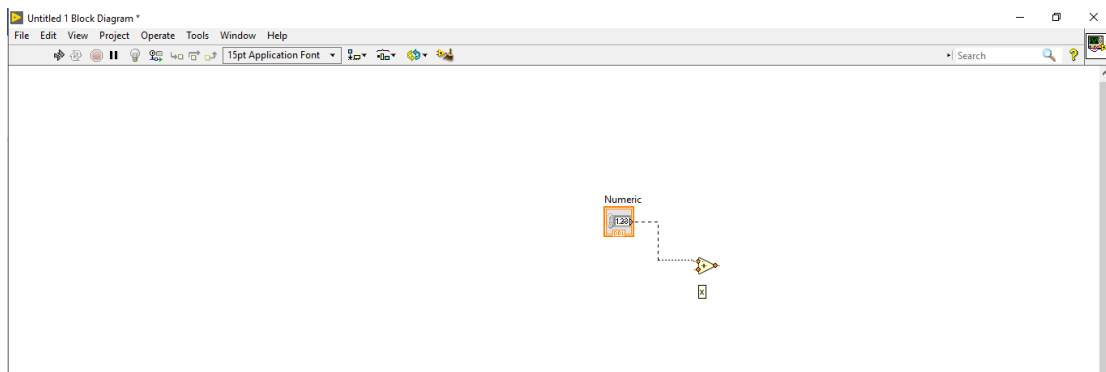 Untitled 1 Block Diagram *
File Edit View Project Operate Tools Window Help
15pt Application Font
Search
?
Numeric
1.23
x